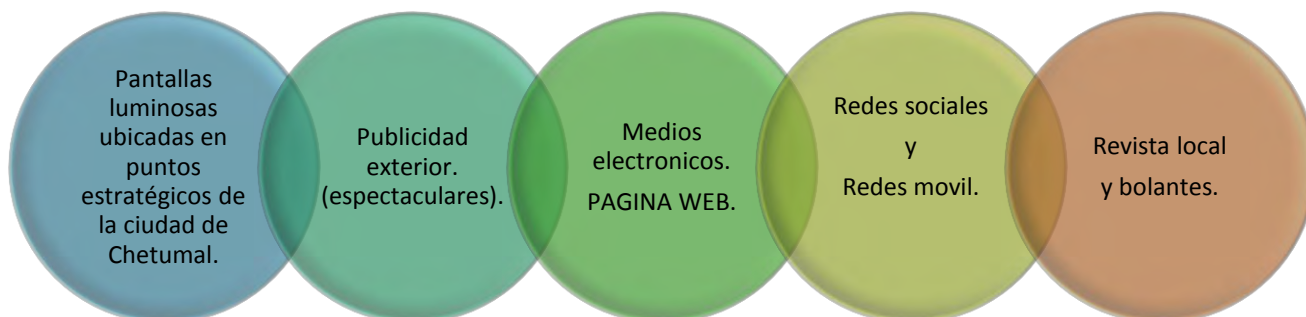 Pantallas
luminosas
ubicadas en
puntos
estratégicos de
la ciudad de
Chetumal.
Publicidad
exterior.
(espectaculares).
Medios
electronicos.
PAGINA WEB.
Redes sociales
y
Redes movil.
Revista local
y bolantes.